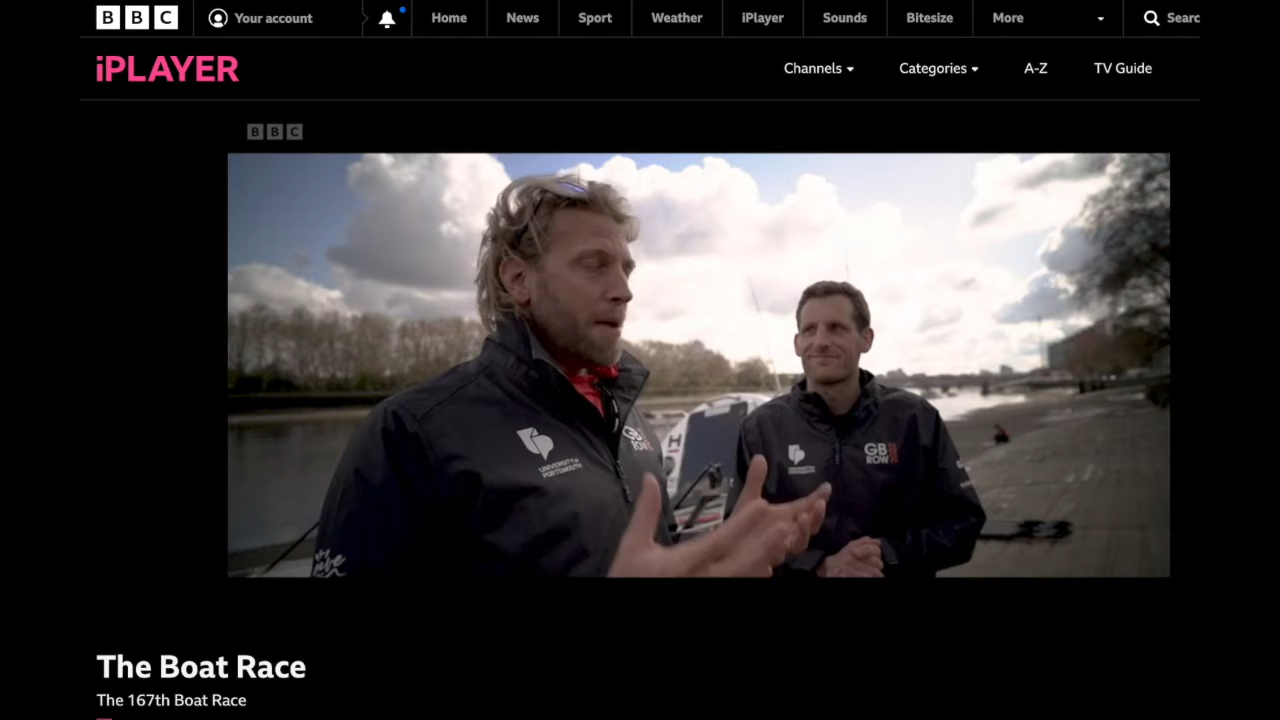 BBC Your account Home News Sport Weather iPlayer Sounds Bitesize More Searc
iPLAYER Channels Categories A-Z TV Guide
BBC
UNIVERSITY OF
PORTSMOUTH
GB
ROW
H
GB
ROW
The Boat Race
The 167th Boat Race